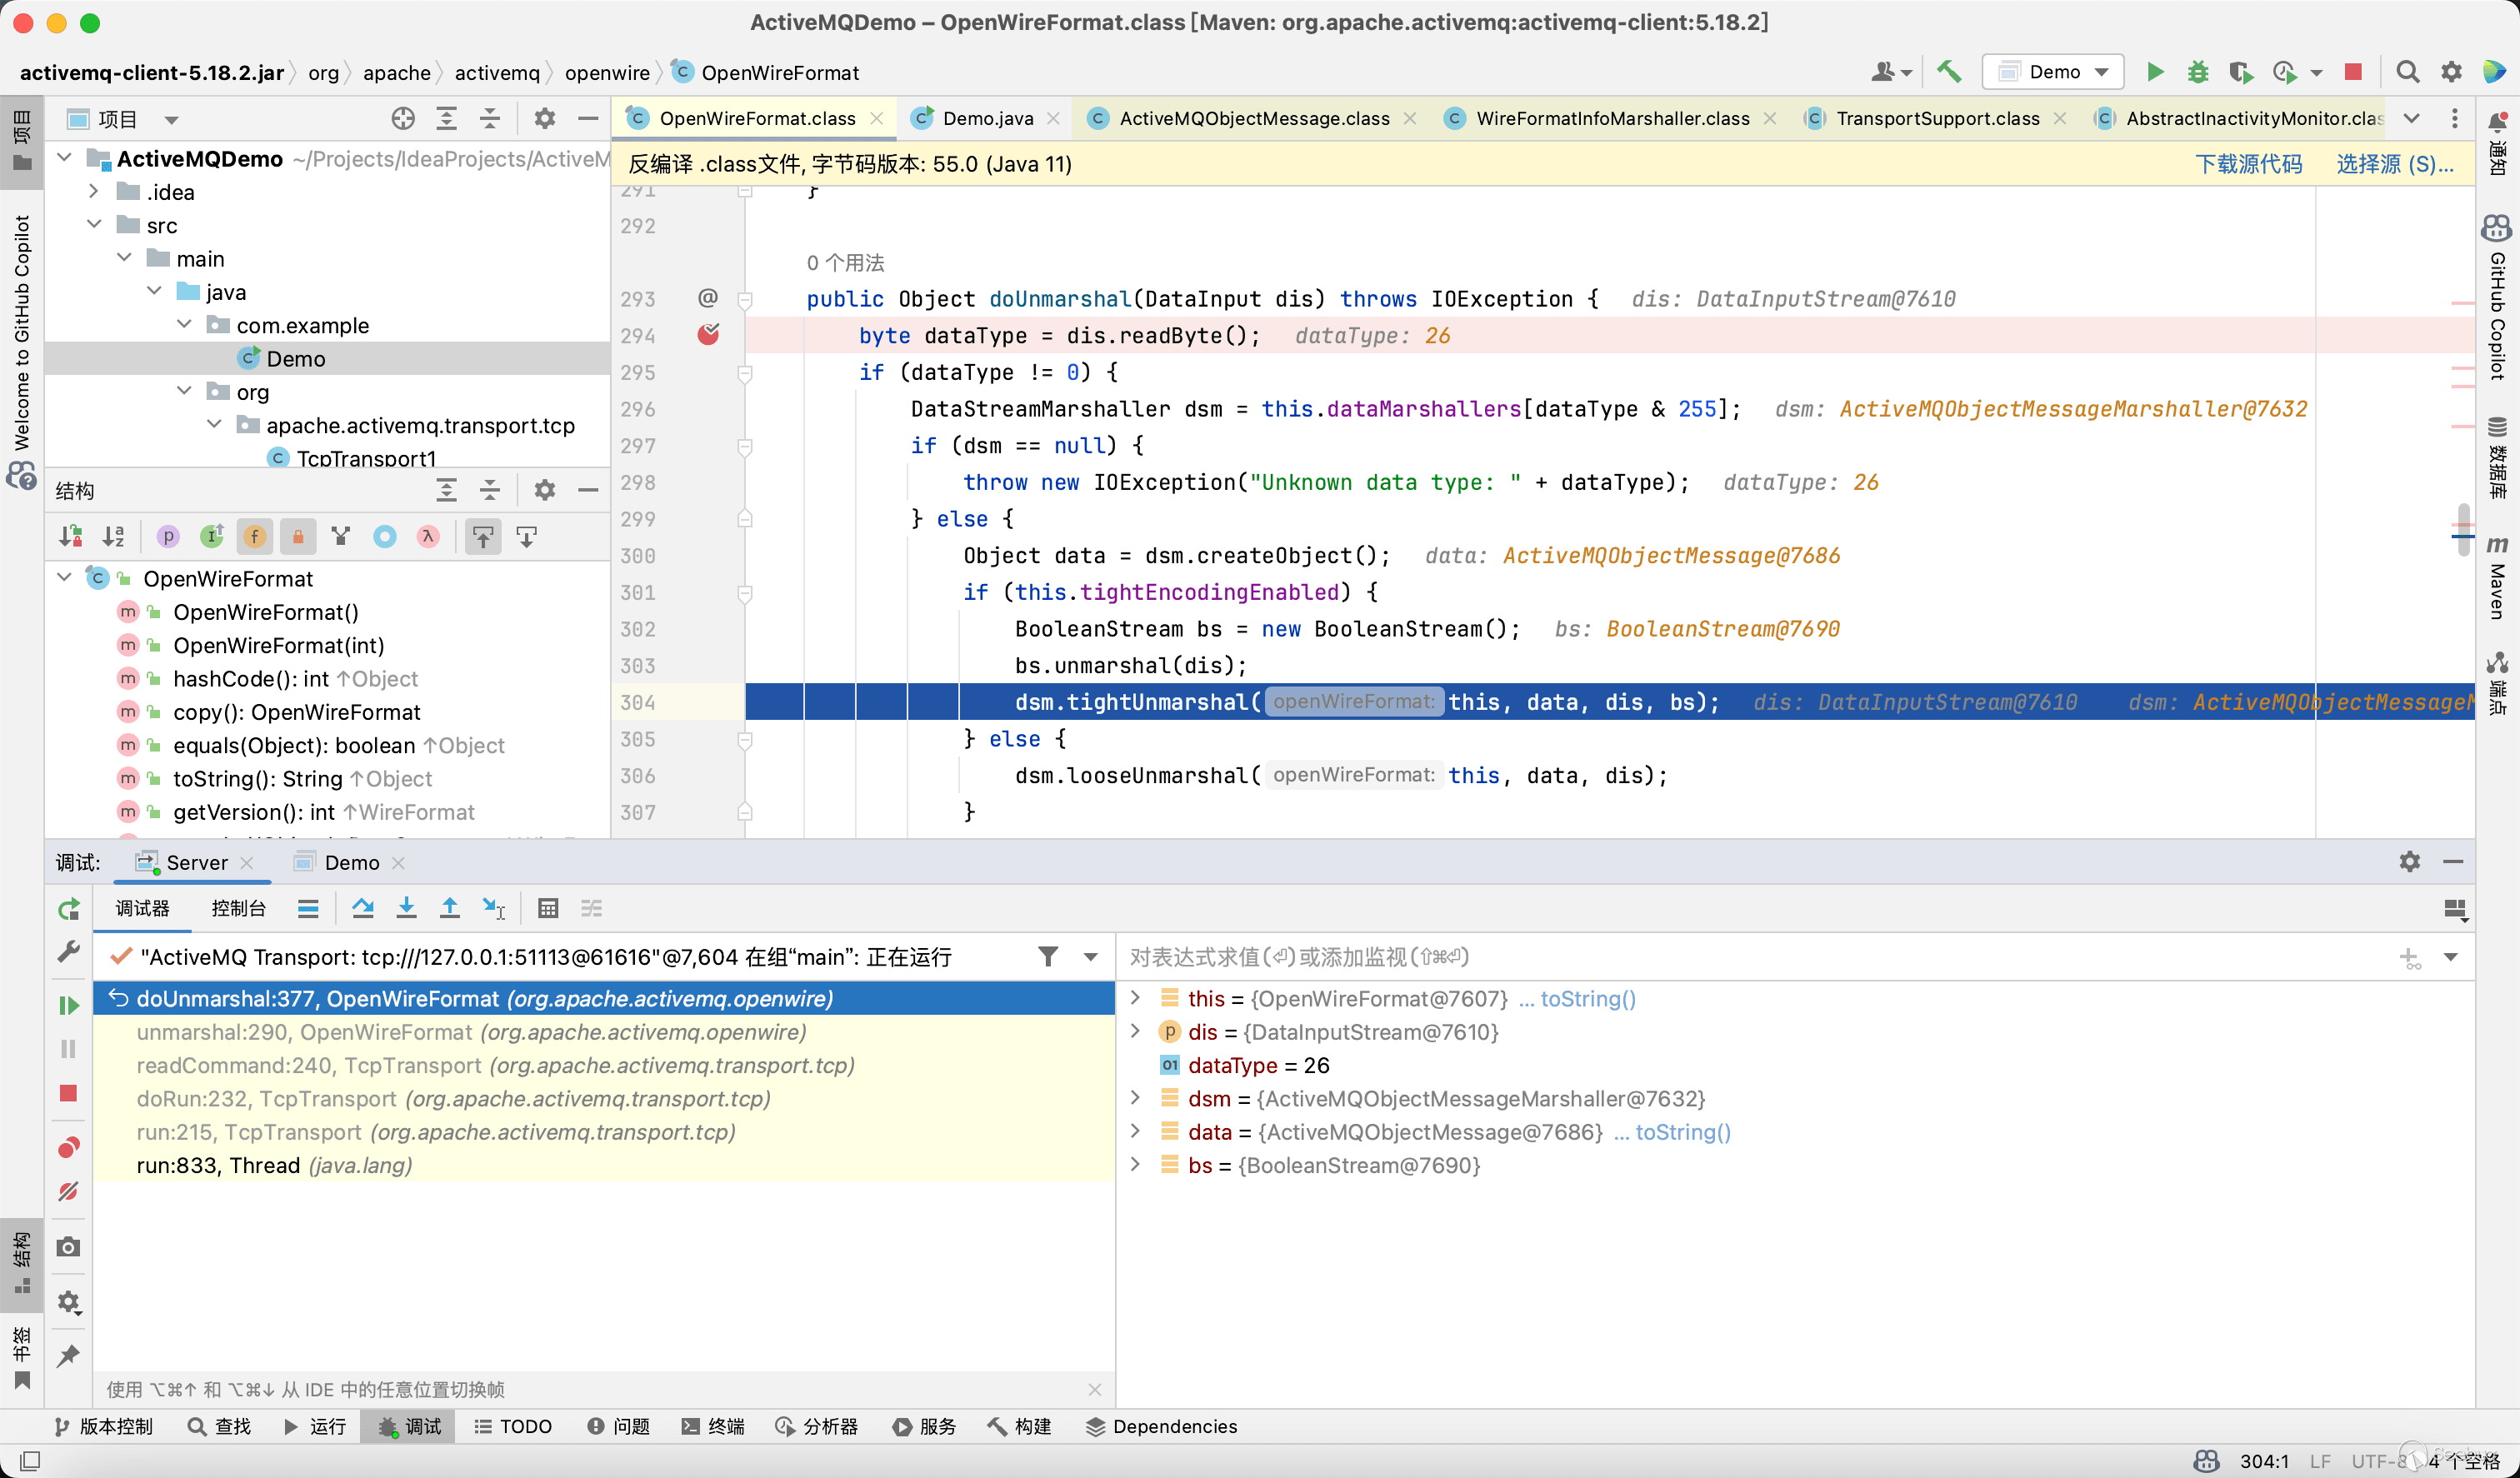 ActiveMQDemo – OpenWireFormat.class [Maven: org.apache.activemq:activemq-client:5.18.2]
activemq-client-5.18.2.jar org apache activemq openwire OpenWireFormat
Demo
项目
OpenWireFormat.class Demo.java ActiveMQObjectMessage.class WireFormatInfoMarshaller.class TransportSupport.class AbstractInactivityMonitor.clas
反编译 .class文件, 字节码版本: 55.0 (Java 11) 下载源代码 选择源 (S)...
ActiveMQDemo ~/Projects/IdeaProjects/ActiveM
.idea
src
main
java
com.example
Demo
org
apache.activemq.transport.tcp
TcpTransport1
结构
OpenWireFormat
OpenWireFormat()
OpenWireFormat(int)
hashCode(): int ↑Object
copy(): OpenWireFormat
equals(Object): boolean ↑Object
toString(): String ↑Object
getVersion(): int ↑WireFormat
291 }
292
0 个用法
293 @ public Object doUnmarshal(DataInput dis) throws IOException { dis: DataInputStream@7610
294 byte dataType = dis.readByte(); dataType: 26
295 if (dataType != 0) {
296 DataStreamMarshaller dsm = this.dataMarshallers[dataType & 255]; dsm: ActiveMQObjectMessageMarshaller@7632
297 if (dsm == null) {
298 throw new IOException("Unknown data type: " + dataType); dataType: 26
299 } else {
300 Object data = dsm.createObject(); data: ActiveMQObjectMessage@7686
301 if (this.tightEncodingEnabled) {
302 BooleanStream bs = new BooleanStream(); bs: BooleanStream@7690
303 bs.unmarshal(dis);
304 dsm.tightUnmarshal( openWireFormat: this, data, dis, bs); dis: DataInputStream@7610 dsm: ActiveMQObjectMessageM
305 } else {
306 dsm.looseUnmarshal( openWireFormat: this, data, dis);
307 }
调试: Server Demo
调试器 控制台
"ActiveMQ Transport: tcp:///127.0.0.1:51113@61616"@7,604 在组“main”: 正在运行
doUnmarshal:377, OpenWireFormat (org.apache.activemq.openwire)
unmarshal:290, OpenWireFormat (org.apache.activemq.openwire)
readCommand:240, TcpTransport (org.apache.activemq.transport.tcp)
doRun:232, TcpTransport (org.apache.activemq.transport.tcp)
run:215, TcpTransport (org.apache.activemq.transport.tcp)
run:833, Thread (java.lang)
使用 ⌥⌘↑ 和 ⌥⌘↓ 从 IDE 中的任意位置切换帧
对表达式求值(⏎)或添加监视(⇧⌘⏎)
this = {OpenWireFormat@7607} ... toString()
dis = {DataInputStream@7610}
dataType = 26
dsm = {ActiveMQObjectMessageMarshaller@7632}
data = {ActiveMQObjectMessage@7686} ... toString()
bs = {BooleanStream@7690}
项目
Welcome to GitHub Copilot
结构
书签
通知
GitHub Copilot
数据库
Maven
端点
版本控制 查找 运行 调试 TODO 问题 终端 分析器 服务 构建 Dependencies
304:1 LF UTF-8 4 个空格